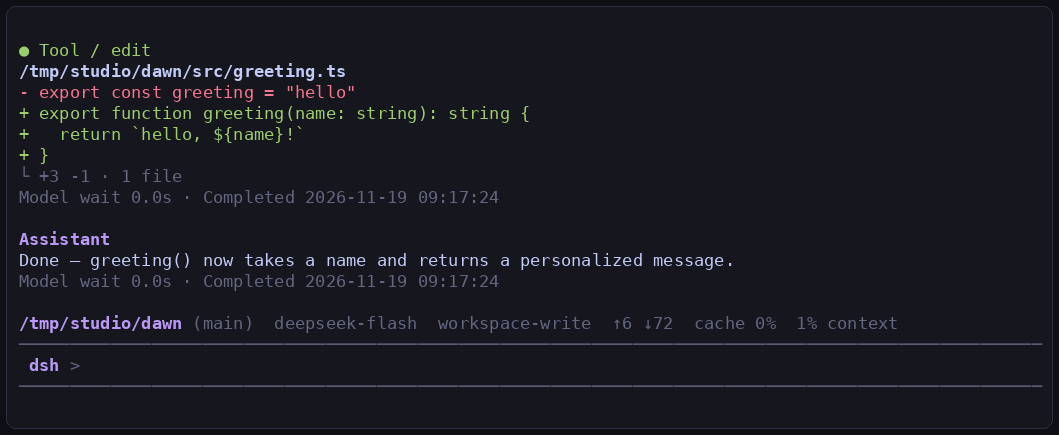 ● Tool / edit
/tmp/studio/dawn/src/greeting.ts
- export const greeting = "hello"
+ export function greeting(name: string): string {
+   return `hello, ${name}!`
+ }
└ +3 -1 · 1 file
Model wait 0.0s · Completed 2026-11-19 09:17:24
Assistant
Done — greeting() now takes a name and returns a personalized message.
Model wait 0.0s · Completed 2026-11-19 09:17:24
/tmp/studio/dawn (main)  deepseek-flash  workspace-write  ↑6 ↓72  cache 0%  1% context
dsh >